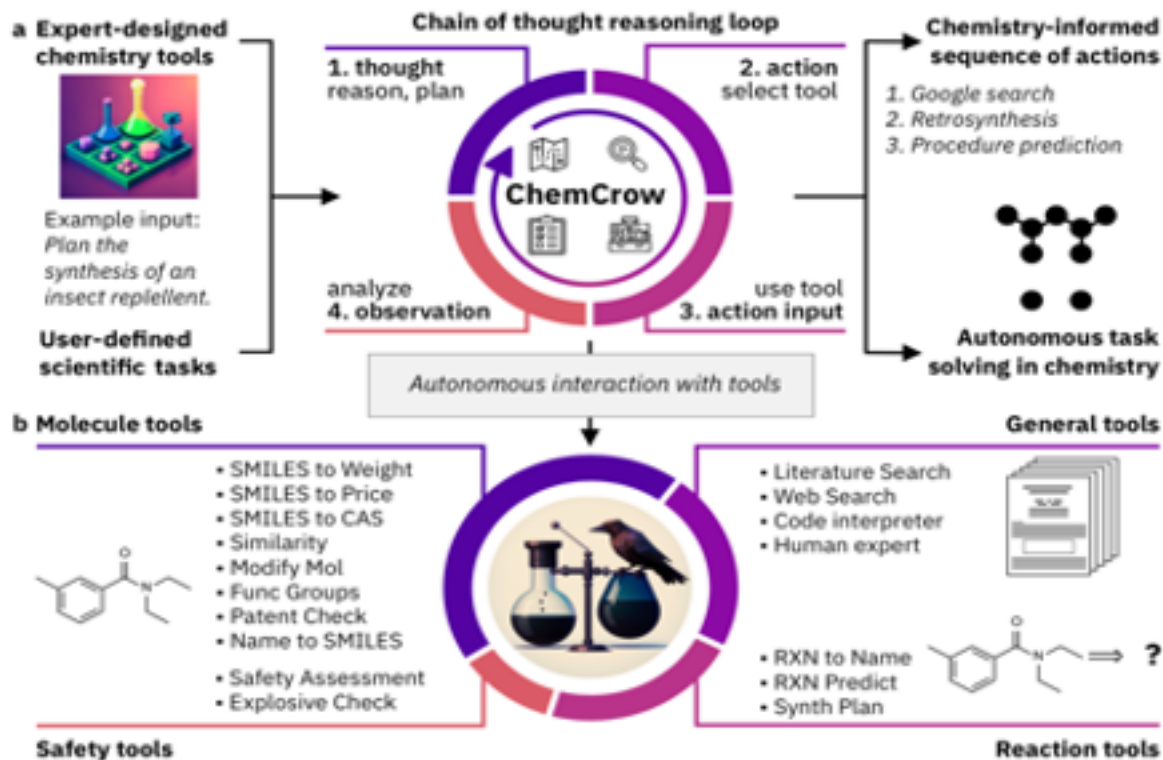 a Expert-designed
chemistry tools
Example input:
Plan the
synthesis of an
insect replellent.
User-defined
scientific tasks
Chain of thought reasoning loop
1. thought
reason, plan
2. action
select tool
ChemCrow
analyze
4. observation
use tool
3. action input
Chemistry-informed
sequence of actions
1. Google search
2. Retrosynthesis
3. Procedure prediction
Autonomous task
solving in chemistry
Autonomous interaction with tools
b Molecule tools
• SMILES to Weight
• SMILES to Price
• SMILES to CAS
• Similarity
• Modify Mol
• Func Groups
• Patent Check
• Name to SMILES
O
N
• Safety Assessment
• Explosive Check
Safety tools
General tools
• Literature Search
• Web Search
• Code interpreter
• Human expert
• RXN to Name
• RXN Predict
• Synth Plan
O
N
?
Reaction tools